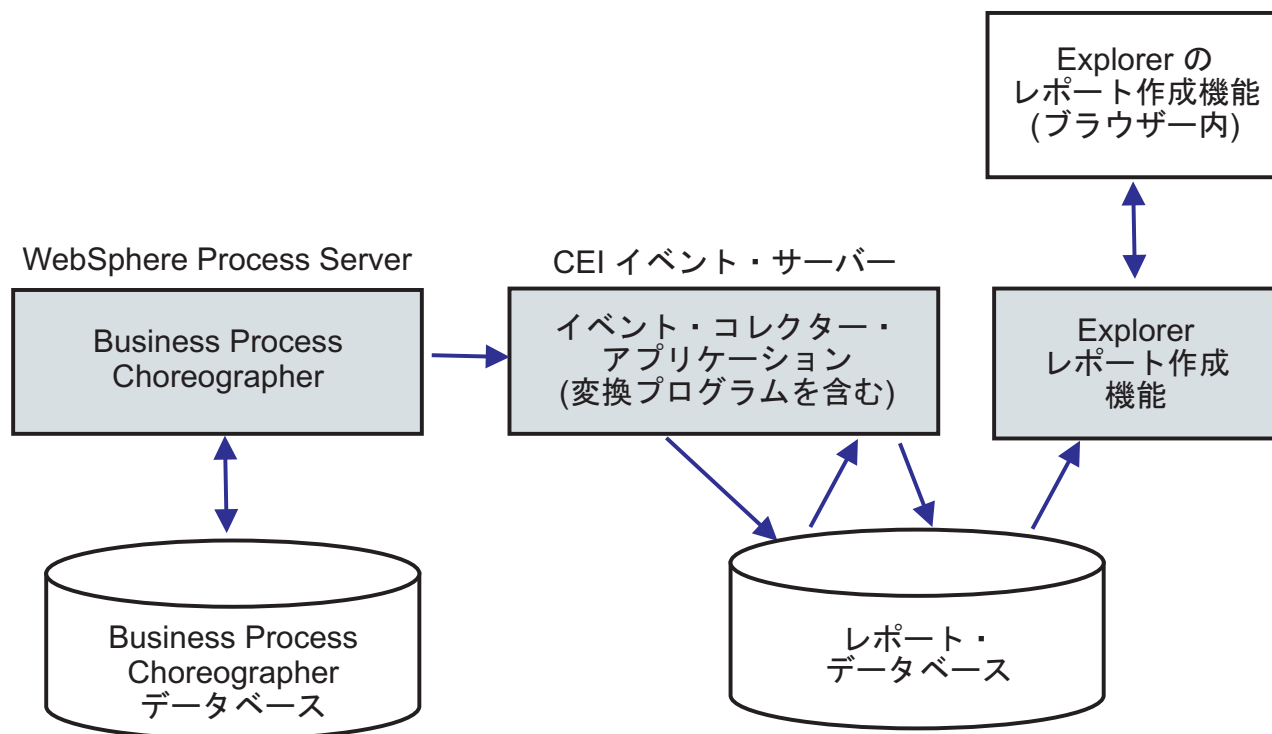 Explorer の
レポート作成機能
(ブラウザー内)
WebSphere Process Server
CEI イベント・サーバー
Business Process
Choreographer
イベント・コレクター・
アプリケーション
(変換プログラムを含む)
Explorer
レポート作成
機能
Business Process
Choreographer
データベース
レポート・
データベース